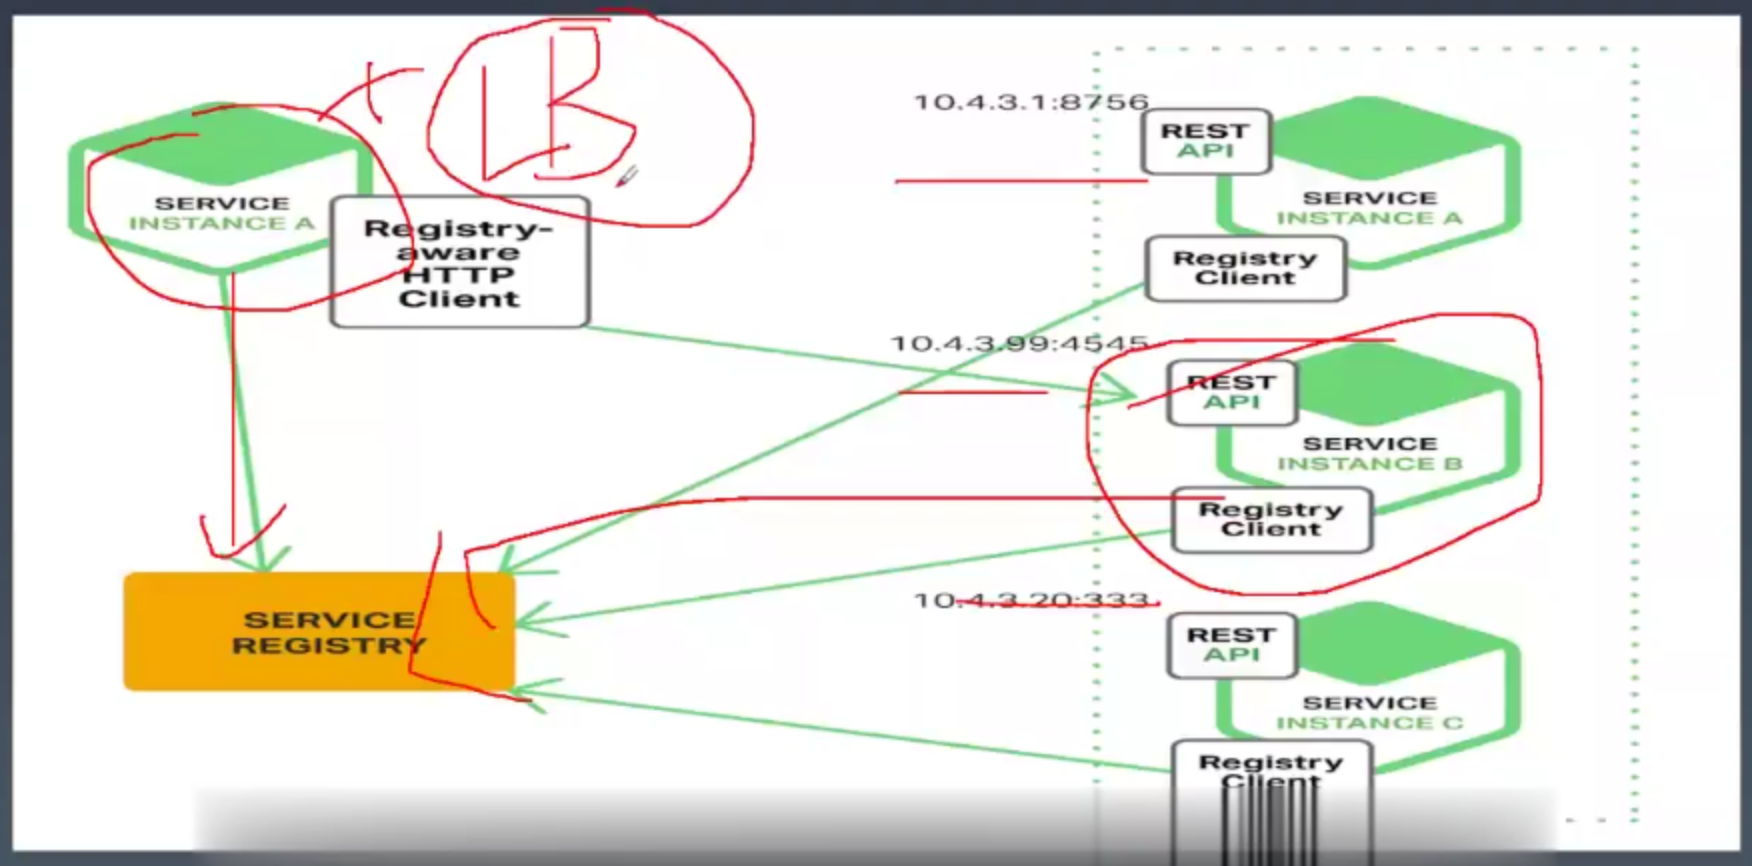 LB
SERVICE
INSTANCE A
Registry-
aware
HTTP
Client
SERVICE
REGISTRY
10.4.3.1:8756
REST
API
SERVICE
INSTANCE A
Registry
Client
10.4.3.99:4545
REST
API
SERVICE
INSTANCE B
Registry
Client
10.4.3.20:333
REST
API
SERVICE
INSTANCE C
Registry
Client